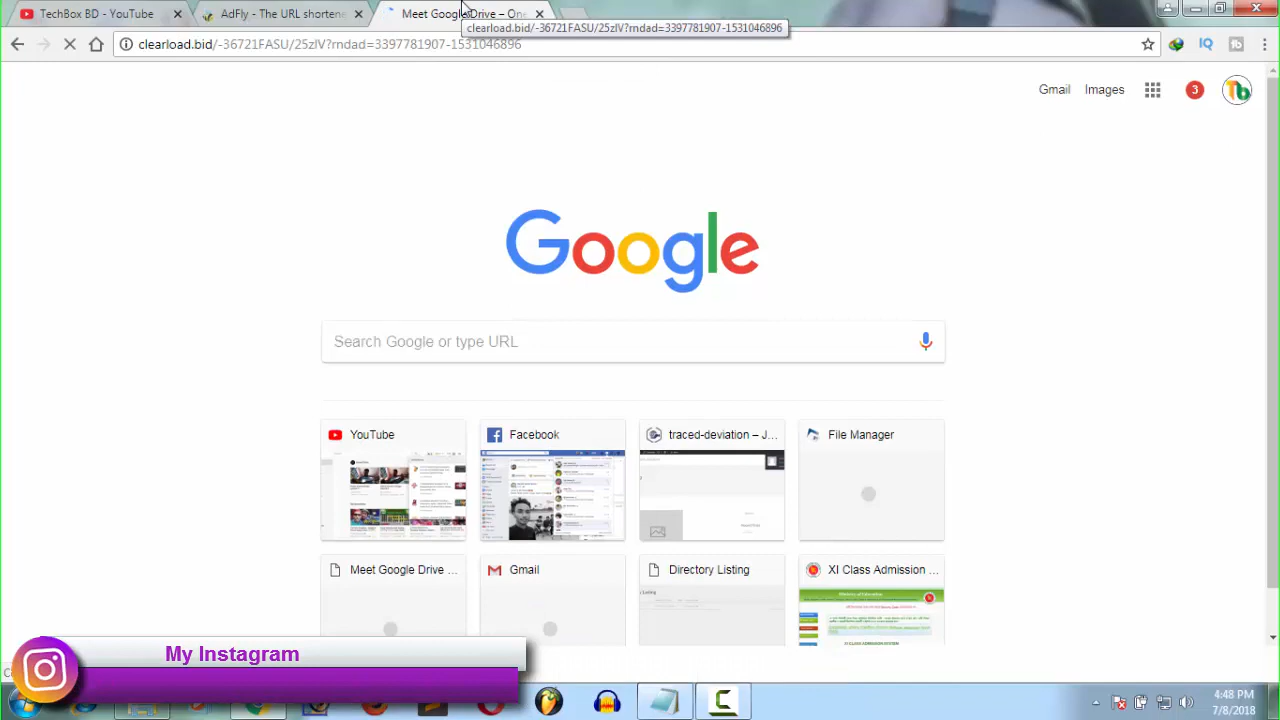 TechBox BD - YouTube
AdFly - The URL shortene
Meet Google Drive – One
clearload.bid/-36721FASU/25zlV?rndad=3397781907-1531046896
clearload.bid/-36721FASU/25zlV?rndad=3397781907-1531046896
Gmail
Images
3
Tb
Google
Search Google or type URL
YouTube
Facebook
traced-deviation – J...
File Manager
Meet Google Drive ...
Gmail
Directory Listing
XI Class Admission ...
My Instagram
4:48 PM
7/8/2018